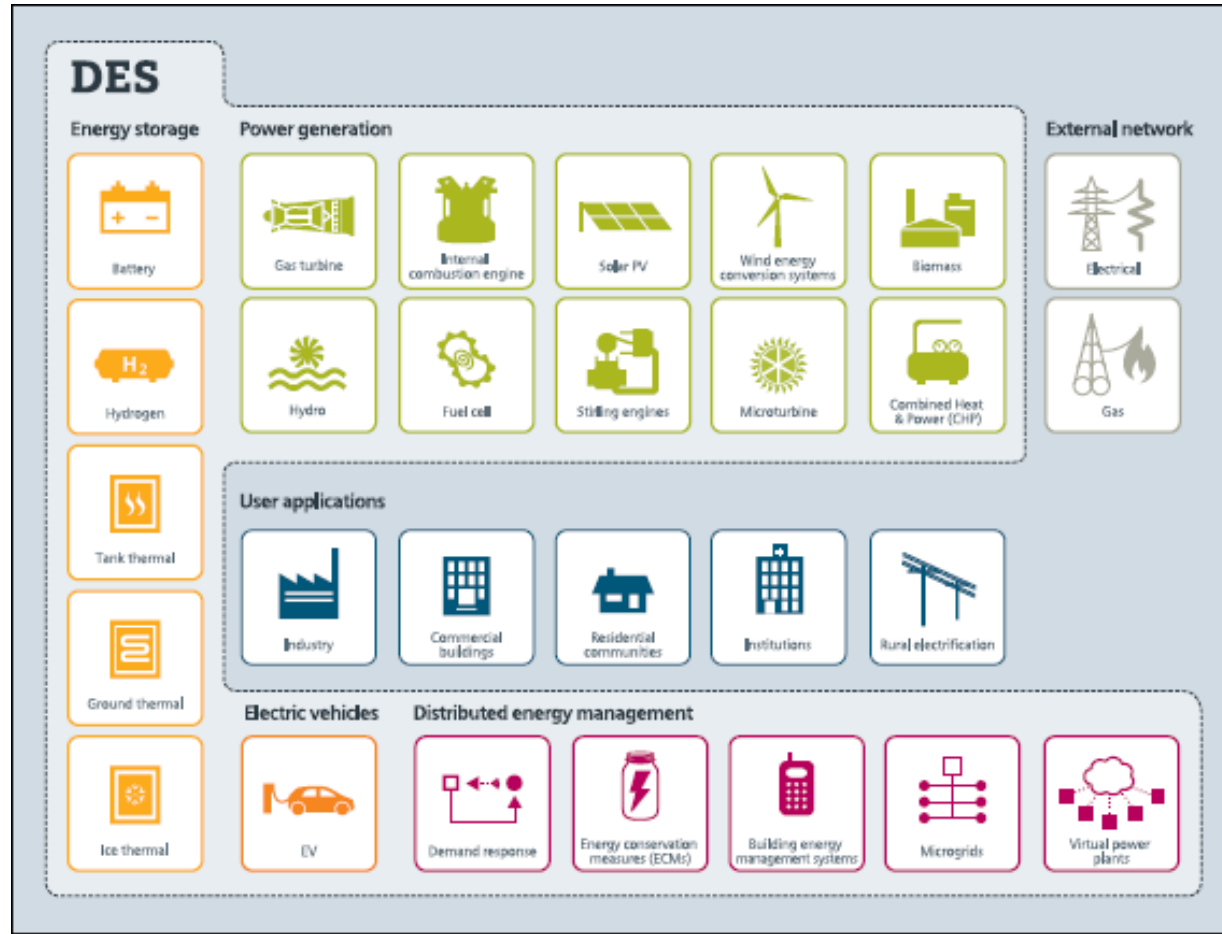 DES
Energy storage
Power generation
External network
Battery
Gas turbine
Internal
combustion engine
Solar PV
Wind energy
conversion systems
Biomass
Electrical
H2
Hydrogen
Hydro
Fuel cell
Stirling engines
Microturbine
Combined Heat
& Power (CHP)
Gas
Tank thermal
User applications
Industry
Commercial
buildings
Residential
communities
Institutions
Rural electrification
Ground thermal
Electric vehicles
Distributed energy management
Ice thermal
EV
Demand response
Energy conservation
measures (ECMs)
Building energy
management systems
Microgrids
Virtual power
plants